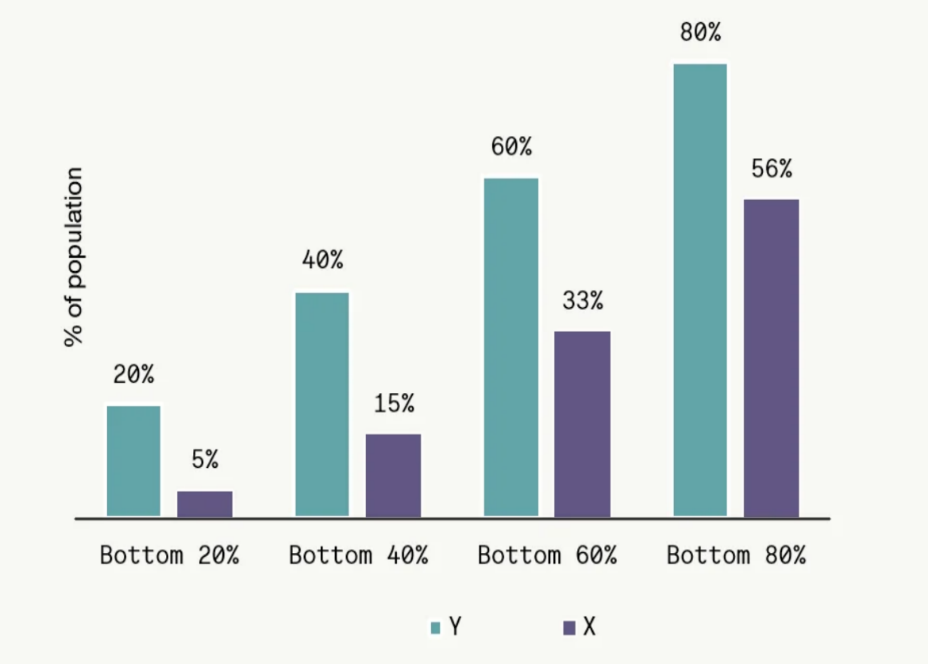 80%
60%
56%
40%
33%
20%
15%
5%
% of population
Bottom 20%
Bottom 40%
Bottom 60%
Bottom 80%
Y
X